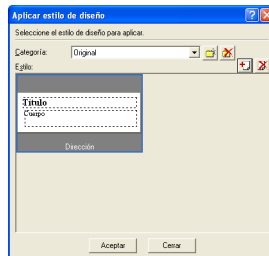 Aplicar estilo de diseño
Seleccione el estilo de diseño para aplicar.
Categoría: Original
Estilo:
Título
Cuerpo
Dirección
Aceptar Cerrar